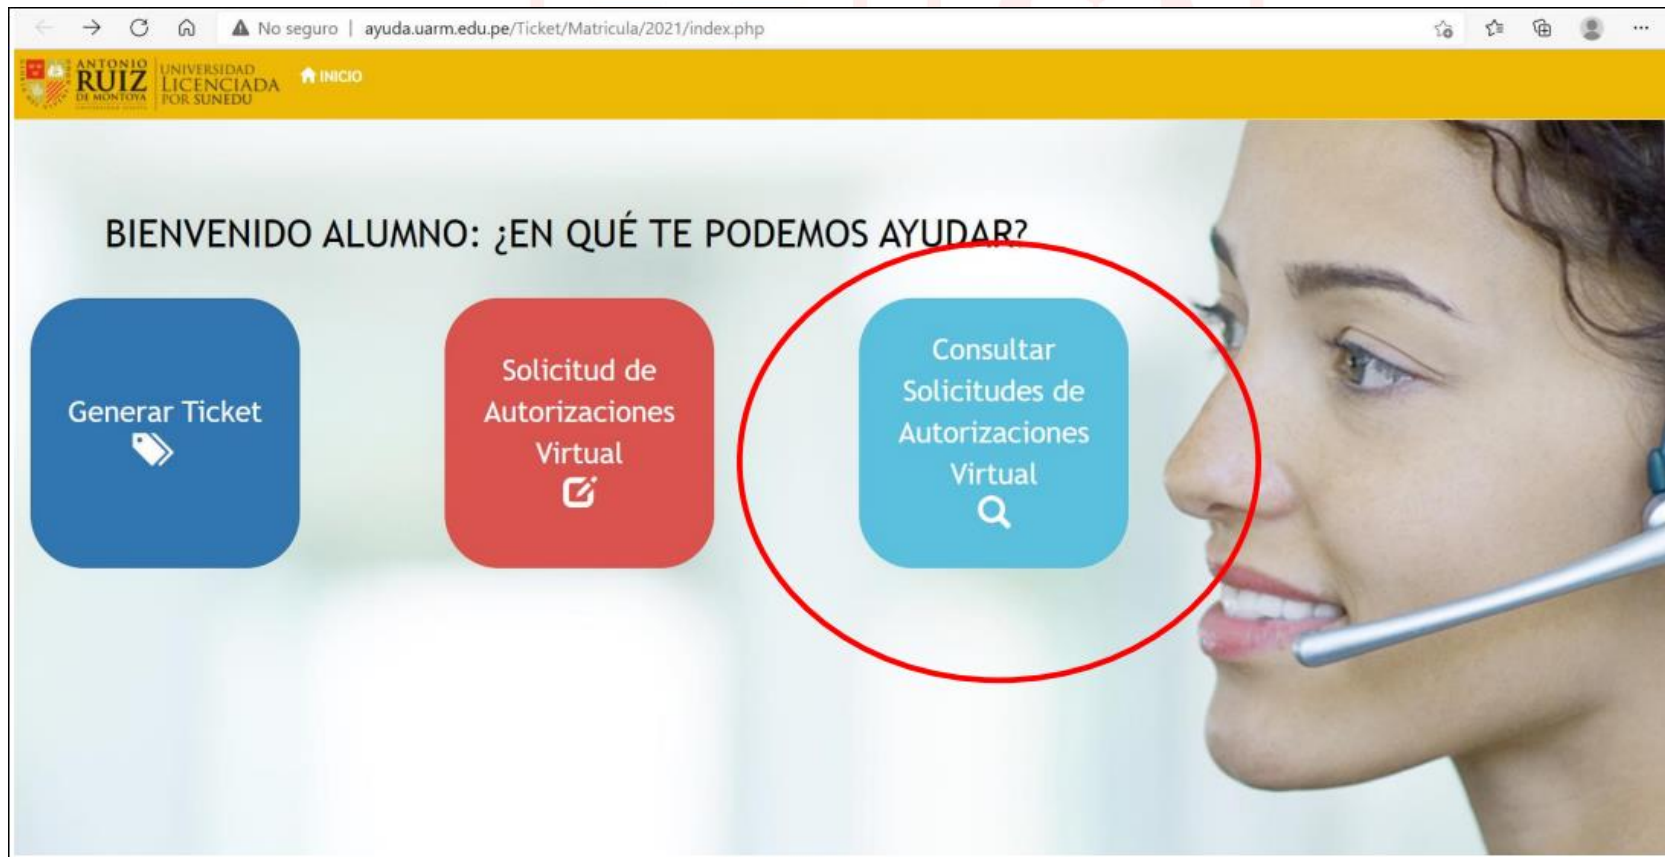 No seguro | ayuda.uarm.edu.pe/Ticket/Matricula/2021/index.php
ANTONIO
RUIZ
DE MONTOYA
UNIVERSIDAD
LICENCIADA
POR SUNEDU
INICIO
BIENVENIDO ALUMNO: ¿EN QUÉ TE PODEMOS AYUDAR?
Generar Ticket
Solicitud de
Autorizaciones
Virtual
Consultar
Solicitudes de
Autorizaciones
Virtual